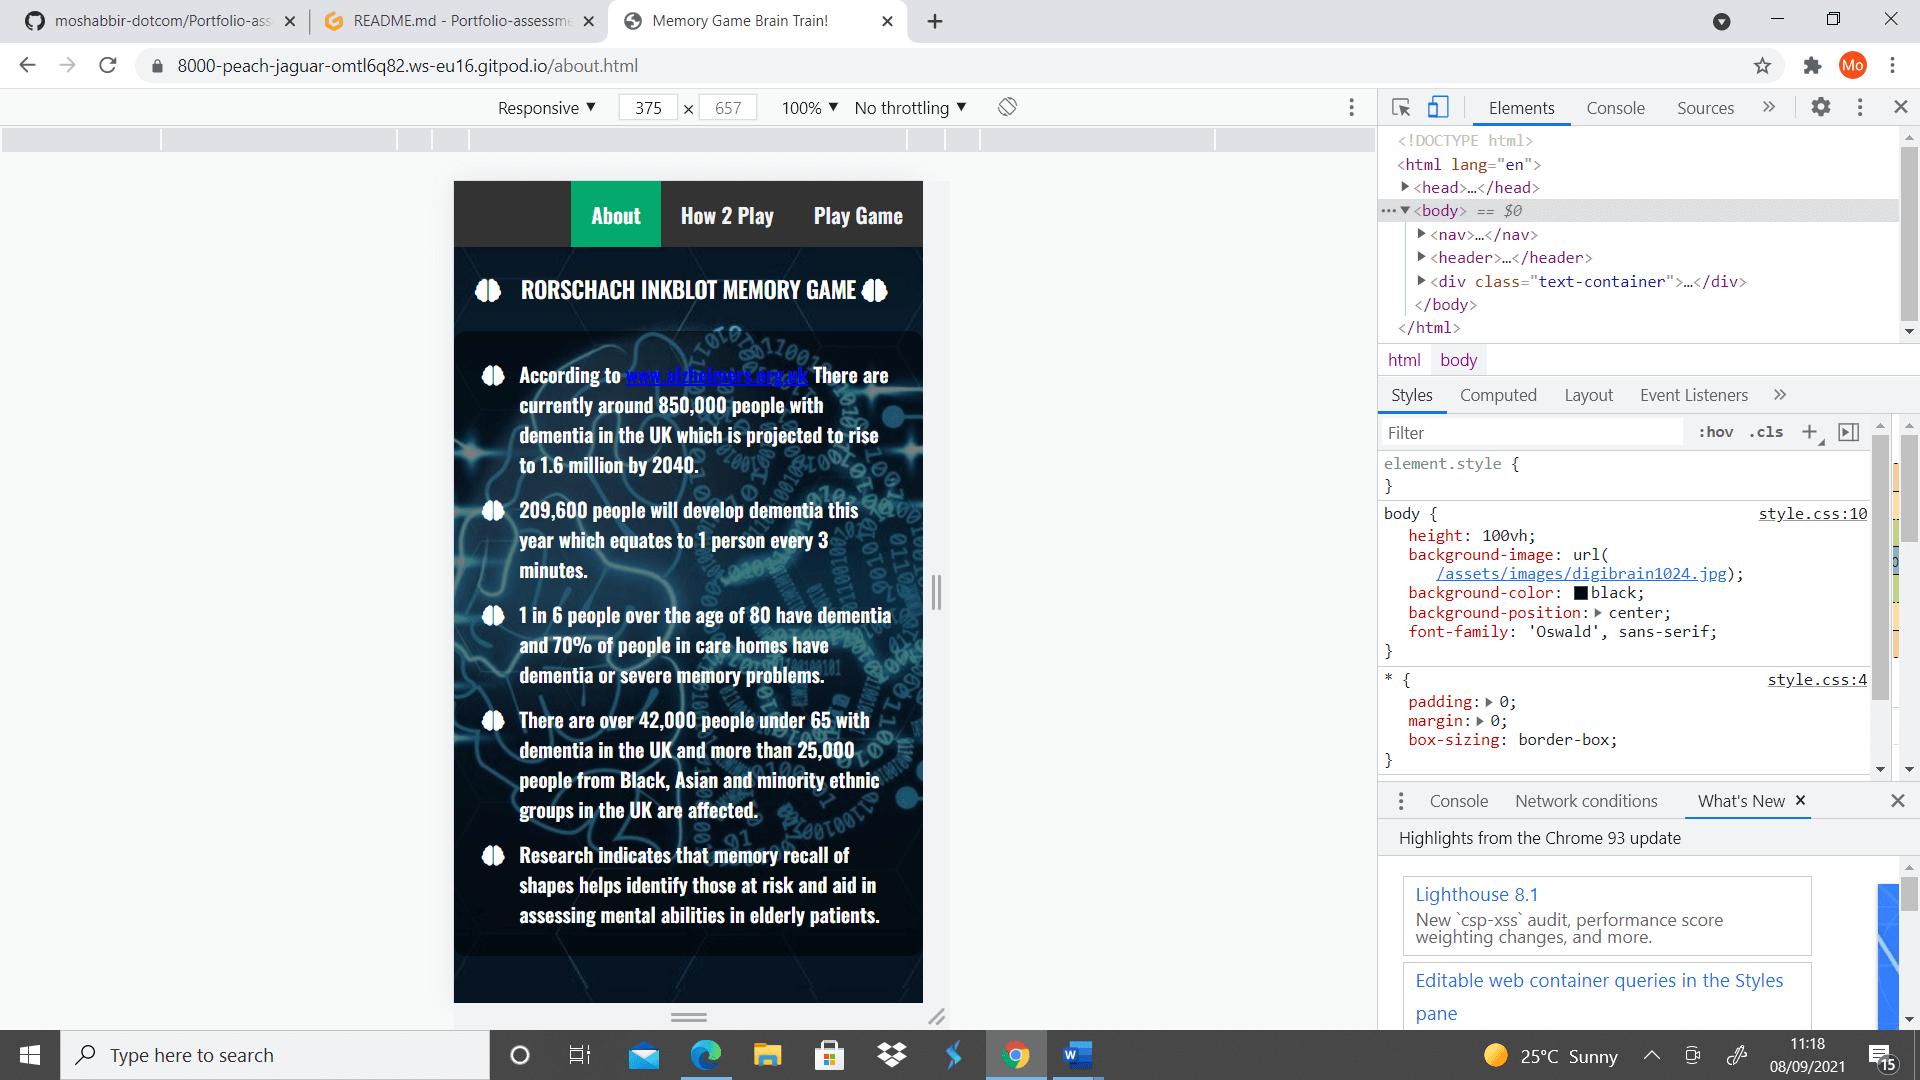 moshabbir-dotcom/Portfolio-ass
README.md - Portfolio-assessme
Memory Game Brain Train!
8000-peach-jaguar-omtl6q82.ws-eu16.gitpod.io/about.html
Mo
Responsive ▼ 375 × 657 100% ▼ No throttling ▼
Elements Console Sources »
<!DOCTYPE html>
<html lang="en">
<head>…</head>
<body> == $0
<nav>…</nav>
<header>…</header>
<div class="text-container">…</div>
</body>
</html>
html body
Styles Computed Layout Event Listeners »
Filter :hov .cls +
element.style {
}
body { style.css:10
height: 100vh;
background-image: url(
/assets/images/digibrain1024.jpg);
background-color: black;
background-position: center;
font-family: 'Oswald', sans-serif;
}
* { style.css:4
padding: 0;
margin: 0;
box-sizing: border-box;
}
Console Network conditions What's New ×
Highlights from the Chrome 93 update
Lighthouse 8.1
New `csp-xss` audit, performance score
weighting changes, and more.
Editable web container queries in the Styles
pane
About How 2 Play Play Game
RORSCHACH INKBLOT MEMORY GAME
According to www.alzheimers.org.uk There are
currently around 850,000 people with
dementia in the UK which is projected to rise
to 1.6 million by 2040.
209,600 people will develop dementia this
year which equates to 1 person every 3
minutes.
1 in 6 people over the age of 80 have dementia
and 70% of people in care homes have
dementia or severe memory problems.
There are over 42,000 people under 65 with
dementia in the UK and more than 25,000
people from Black, Asian and minority ethnic
groups in the UK are affected.
Research indicates that memory recall of
shapes helps identify those at risk and aid in
assessing mental abilities in elderly patients.
Type here to search
25°C Sunny
11:18
08/09/2021
15